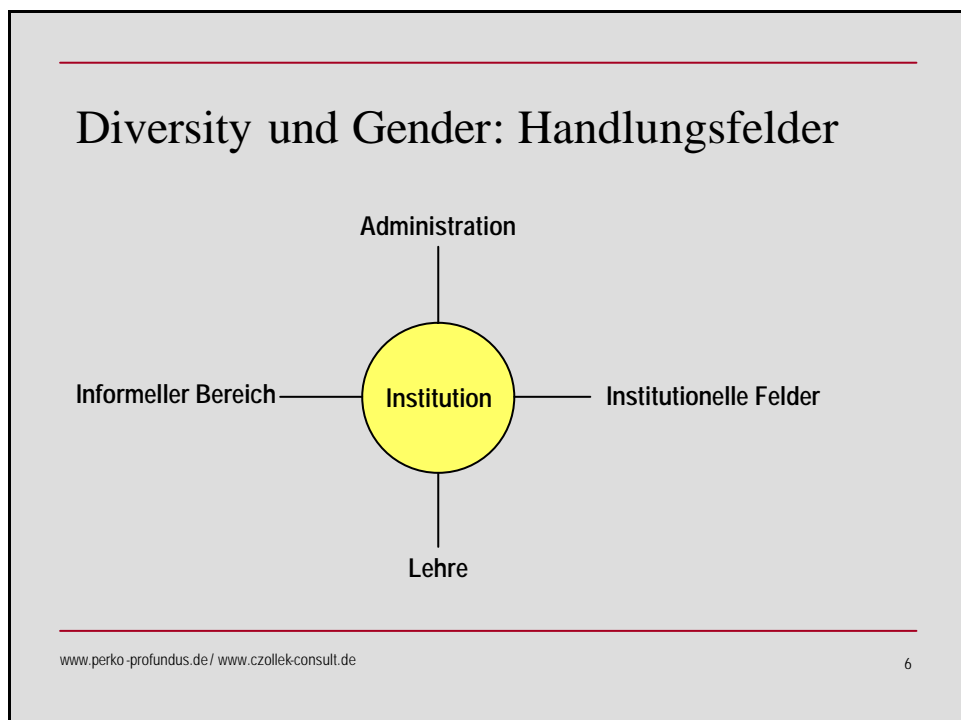 Diversity und Gender: Handlungsfelder
Administration
Informeller Bereich
Institution
Institutionelle Felder
Lehre
www.perko-profundus.de / www.czollek-consult.de
6